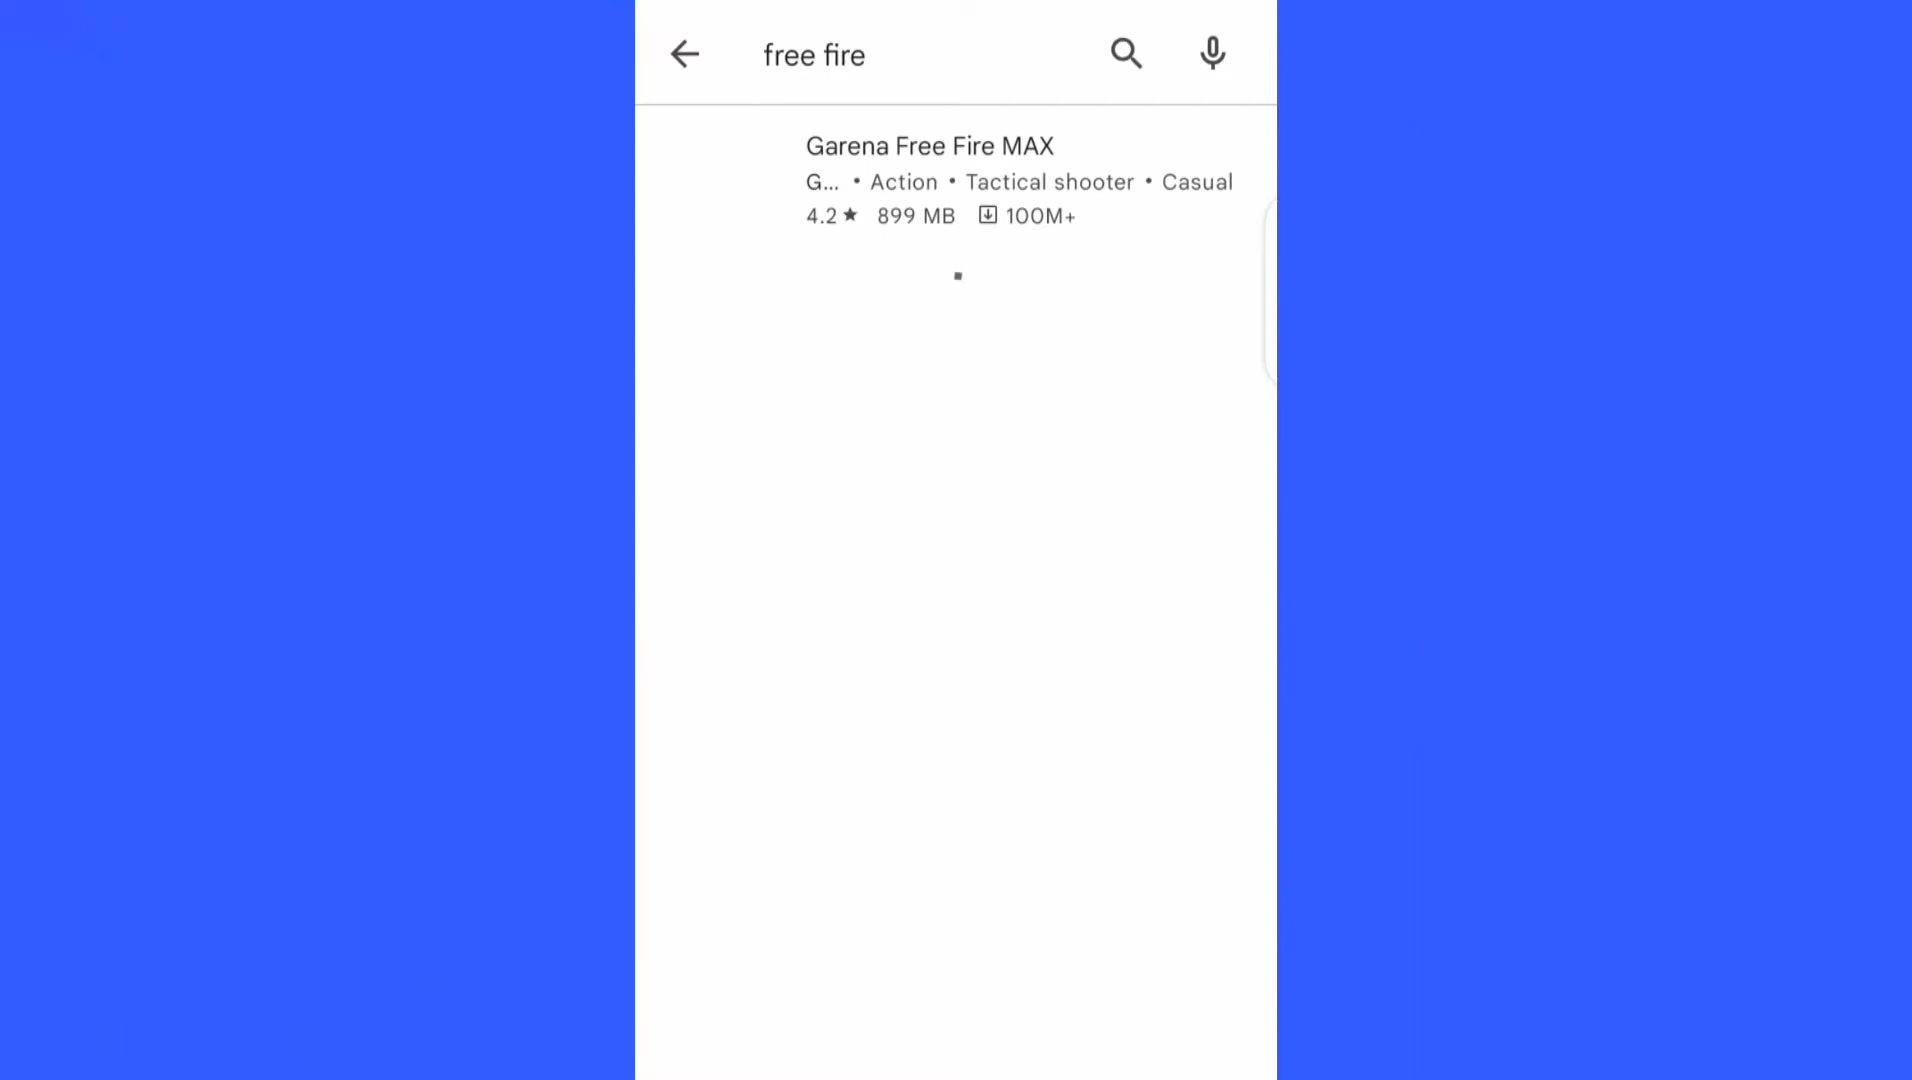 free fire
Garena Free Fire MAX
G... • Action • Tactical shooter • Casual
4.2★ 899 MB 100M+